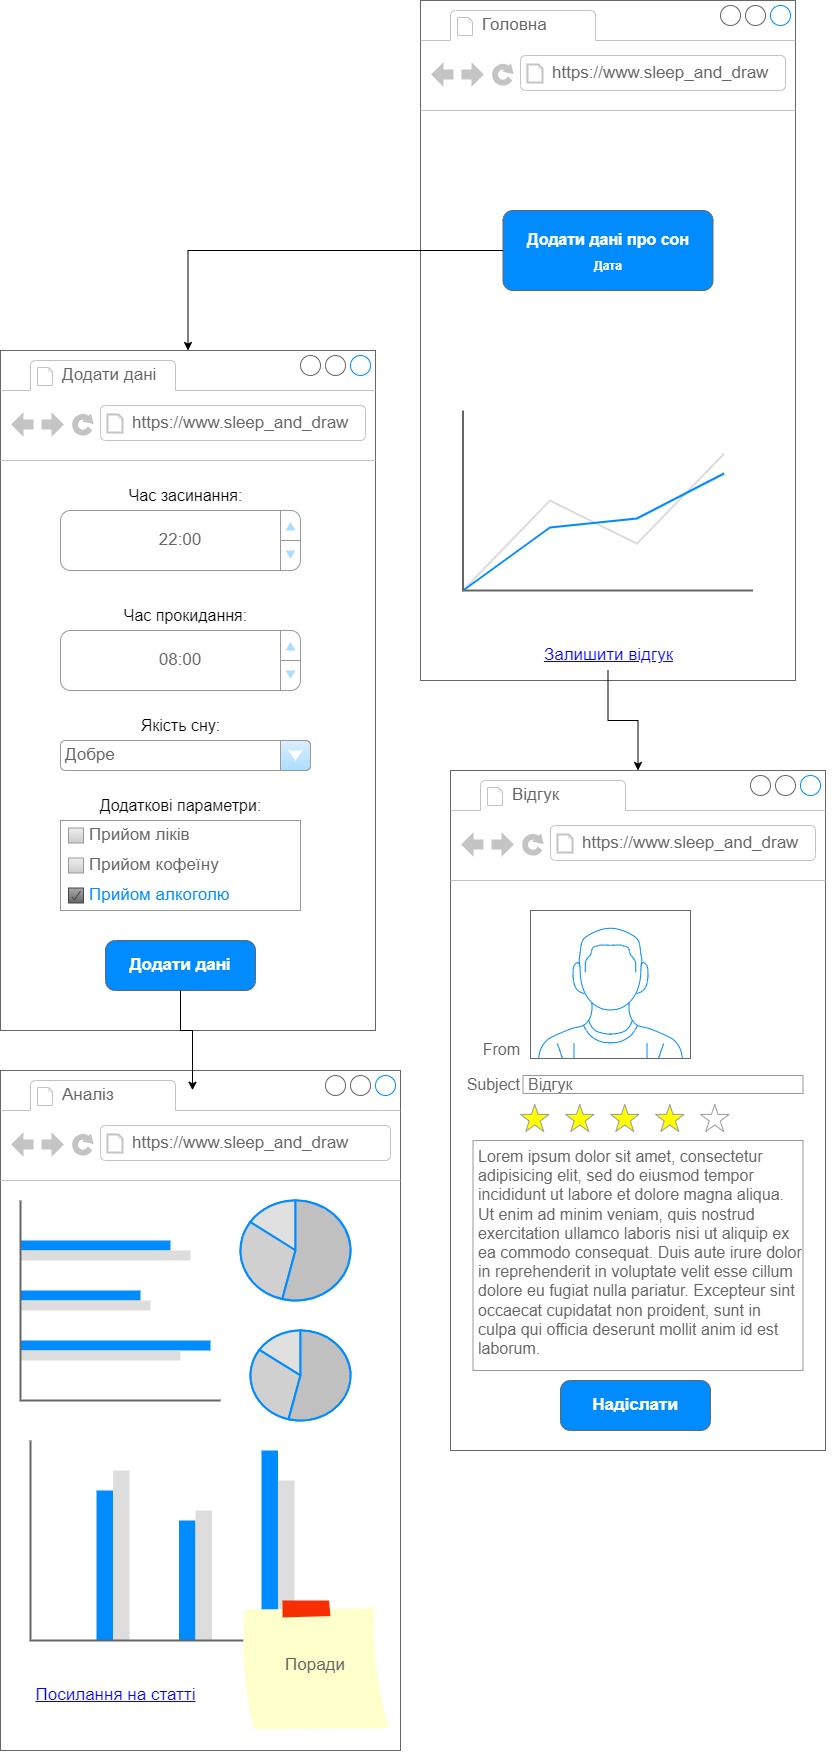 Головна
https://www.sleep_and_draw
Додати дані про сон
Дата
Залишити відгук
Додати дані
https://www.sleep_and_draw
Час засинання:
22:00
Час прокидання:
08:00
Якість сну:
Добре
Додаткові параметри:
Прийом ліків
Прийом кофеїну
Прийом алкоголю
Додати дані
Відгук
https://www.sleep_and_draw
From
Subject Відгук
Lorem ipsum dolor sit amet, consectetur
adipisicing elit, sed do eiusmod tempor
incididunt ut labore et dolore magna aliqua.
Ut enim ad minim veniam, quis nostrud
exercitation ullamco laboris nisi ut aliquip ex
ea commodo consequat. Duis aute irure dolor
in reprehenderit in voluptate velit esse cillum
dolore eu fugiat nulla pariatur. Excepteur sint
occaecat cupidatat non proident, sunt in
culpa qui officia deserunt mollit anim id est
laborum.
Надіслати
Аналіз
https://www.sleep_and_draw
Поради
Посилання на статті